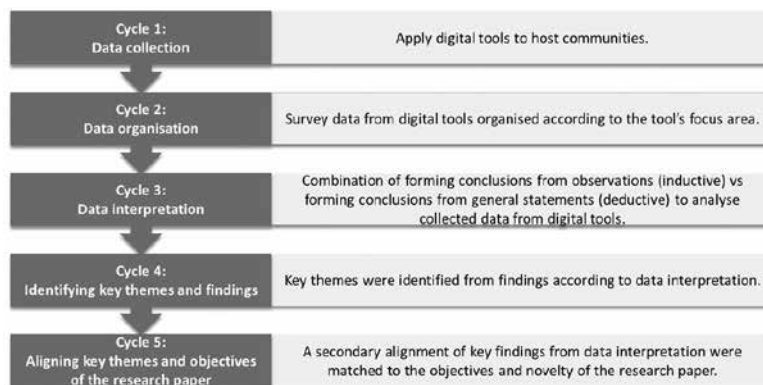 Cycle 1:
Data collection
Apply digital tools to host communities.
Cycle 2:
Data organisation
Survey data from digital tools organised according to the tool's focus area.
Cycle 3:
Data interpretation
Combination of forming conclusions from observations (inductive) vs
forming conclusions from general statements (deductive) to analyse
collected data from digital tools.
Cycle 4:
Identifying key themes and findings
Key themes were identified from findings according to data interpretation.
Cycle 5:
Aligning key themes and objectives
of the research paper
A secondary alignment of key findings from data interpretation were
matched to the objectives and novelty of the research paper.